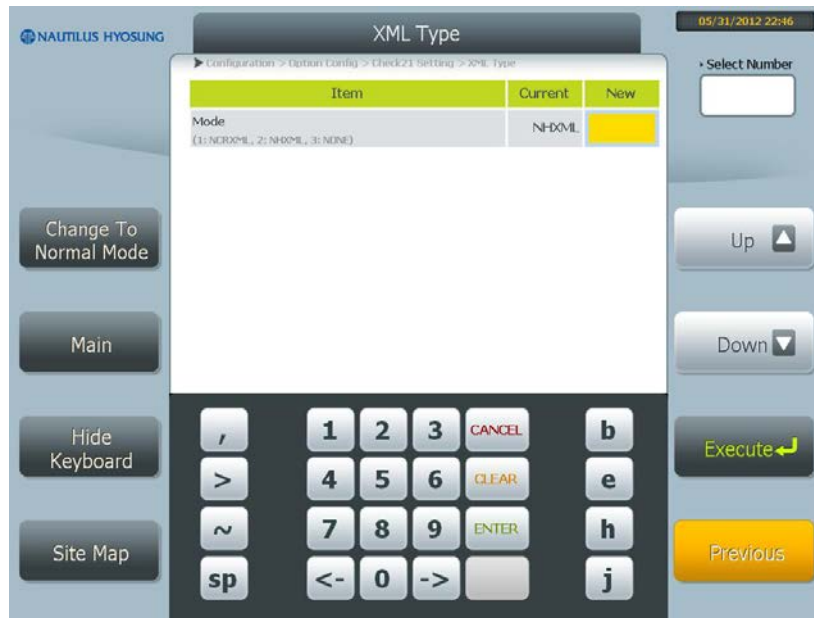 NAUTILUS HYOSUNG
XML Type
05/31/2012 22:46
Configuration > Option Config > Check21 Setting > XML Type
Select Number
Item Current New
Mode NHXML
(1: NCRXML, 2: NHXML, 3: NONE)
Change To
Normal Mode
Up
Main
Down
Hide
Keyboard
Execute
Site Map
Previous
, 1 2 3 CANCEL b
> 4 5 6 CLEAR e
~ 7 8 9 ENTER h
sp <- 0 -> j